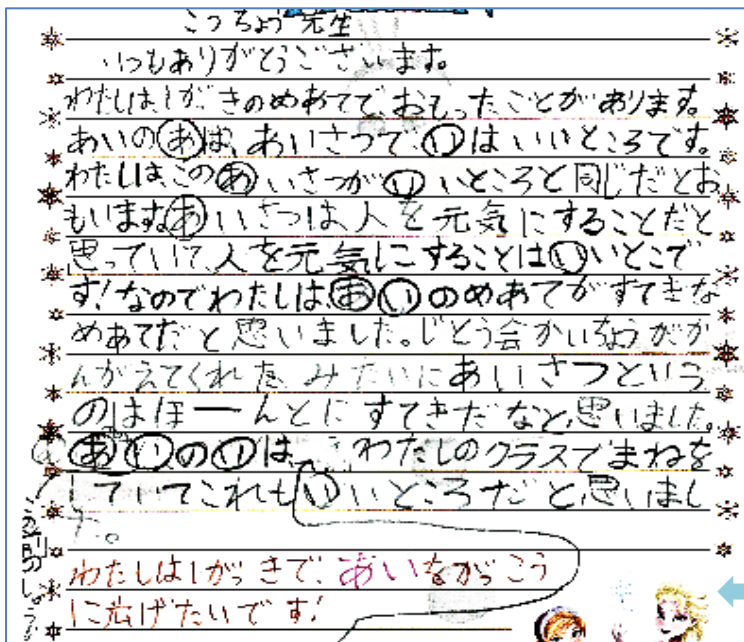 こうちょう先生
いつもありがとうございます。
わたしは、1がっきのめあてで、おもったことがあります。
あいのあは、あいさつで、いはいいところです。
わたしは、このあいさつがいいところと同じだとお
もいます。あいさつは人を元気にすることだと
思っていて、人を元気にすることはいいとこで
す!なのでわたしはあいのめあてがすてきな
めあてだと思いました。じどう会かいちょうがか
んがえてくれたみたいにあいさつという
のはほーんとにすてきだなと、思いました。
あいのいは、わたしのクラスでまねを
していてこれもいいところだと、思いまし
た。
わたしは1がっきで、あいながっこう
に広げたいです!